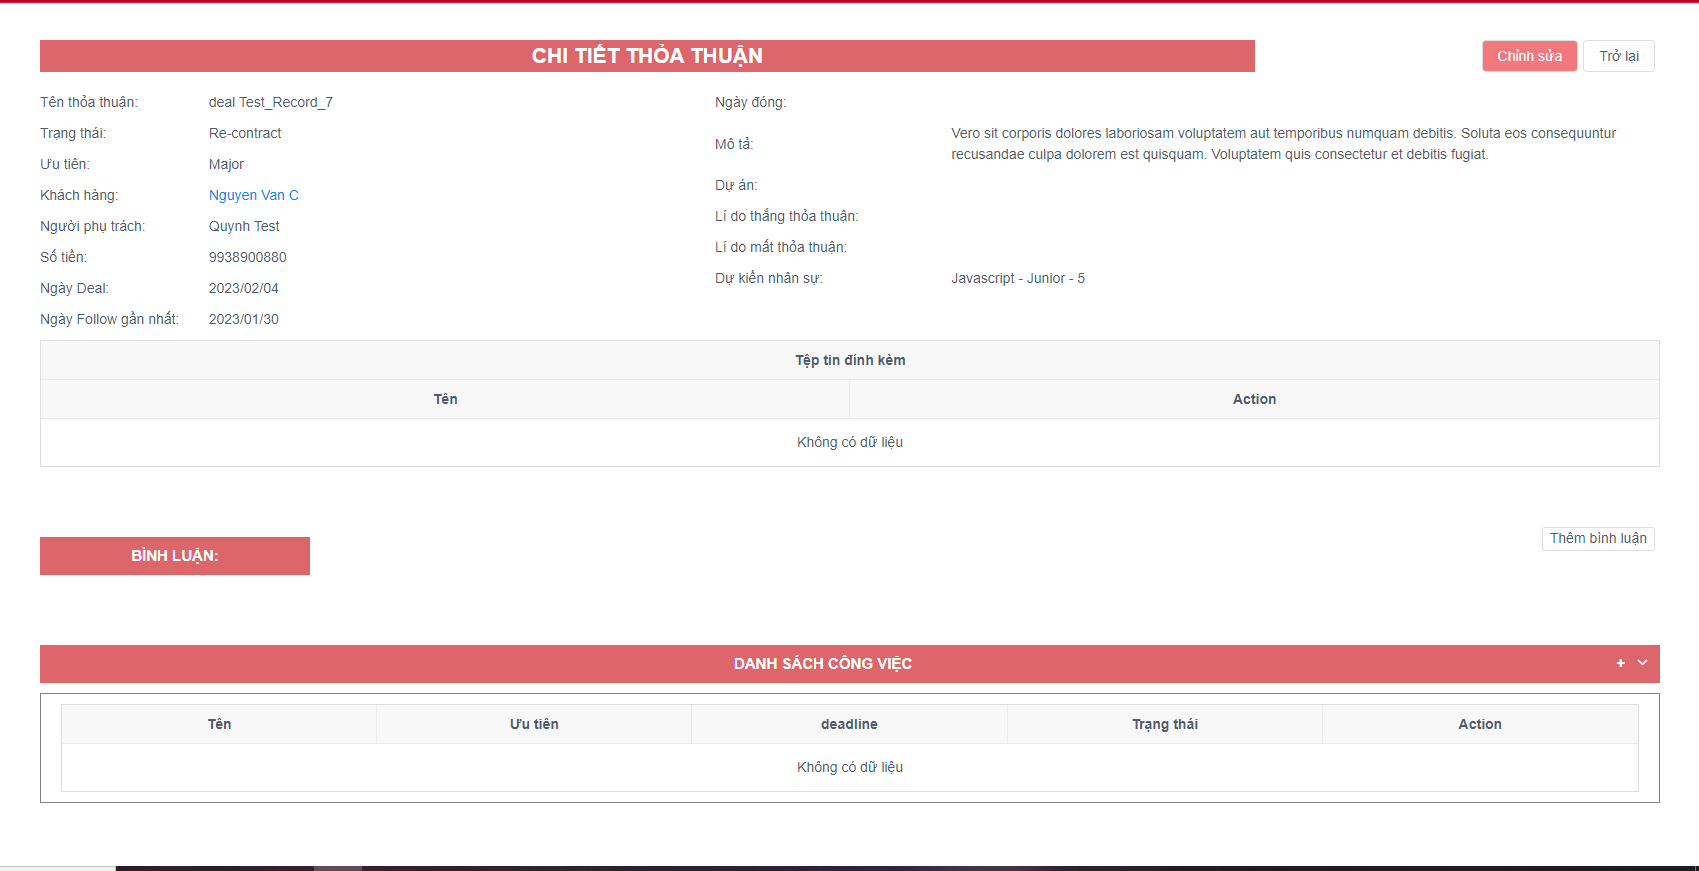 CHI TIẾT THỎA THUẬN
Chỉnh sửa
Trở lại
Tên thỏa thuận: deal Test_Record_7
Trạng thái: Re-contract
Ưu tiên: Major
Khách hàng: Nguyen Van C
Người phụ trách: Quynh Test
Số tiền: 9938900880
Ngày Deal: 2023/02/04
Ngày Follow gần nhất: 2023/01/30
Ngày đóng:
Mô tả: Vero sit corporis dolores laboriosam voluptatem aut temporibus numquam debitis. Soluta eos consequuntur
recusandae culpa dolorem est quisquam. Voluptatem quis consectetur et debitis fugiat.
Dự án:
Lí do thắng thỏa thuận:
Lí do mất thỏa thuận:
Dự kiến nhân sự: Javascript - Junior - 5
Tệp tin đính kèm
Tên Action
Không có dữ liệu
BÌNH LUẬN:
Thêm bình luận
DANH SÁCH CÔNG VIỆC
Tên Ưu tiên deadline Trạng thái Action
Không có dữ liệu